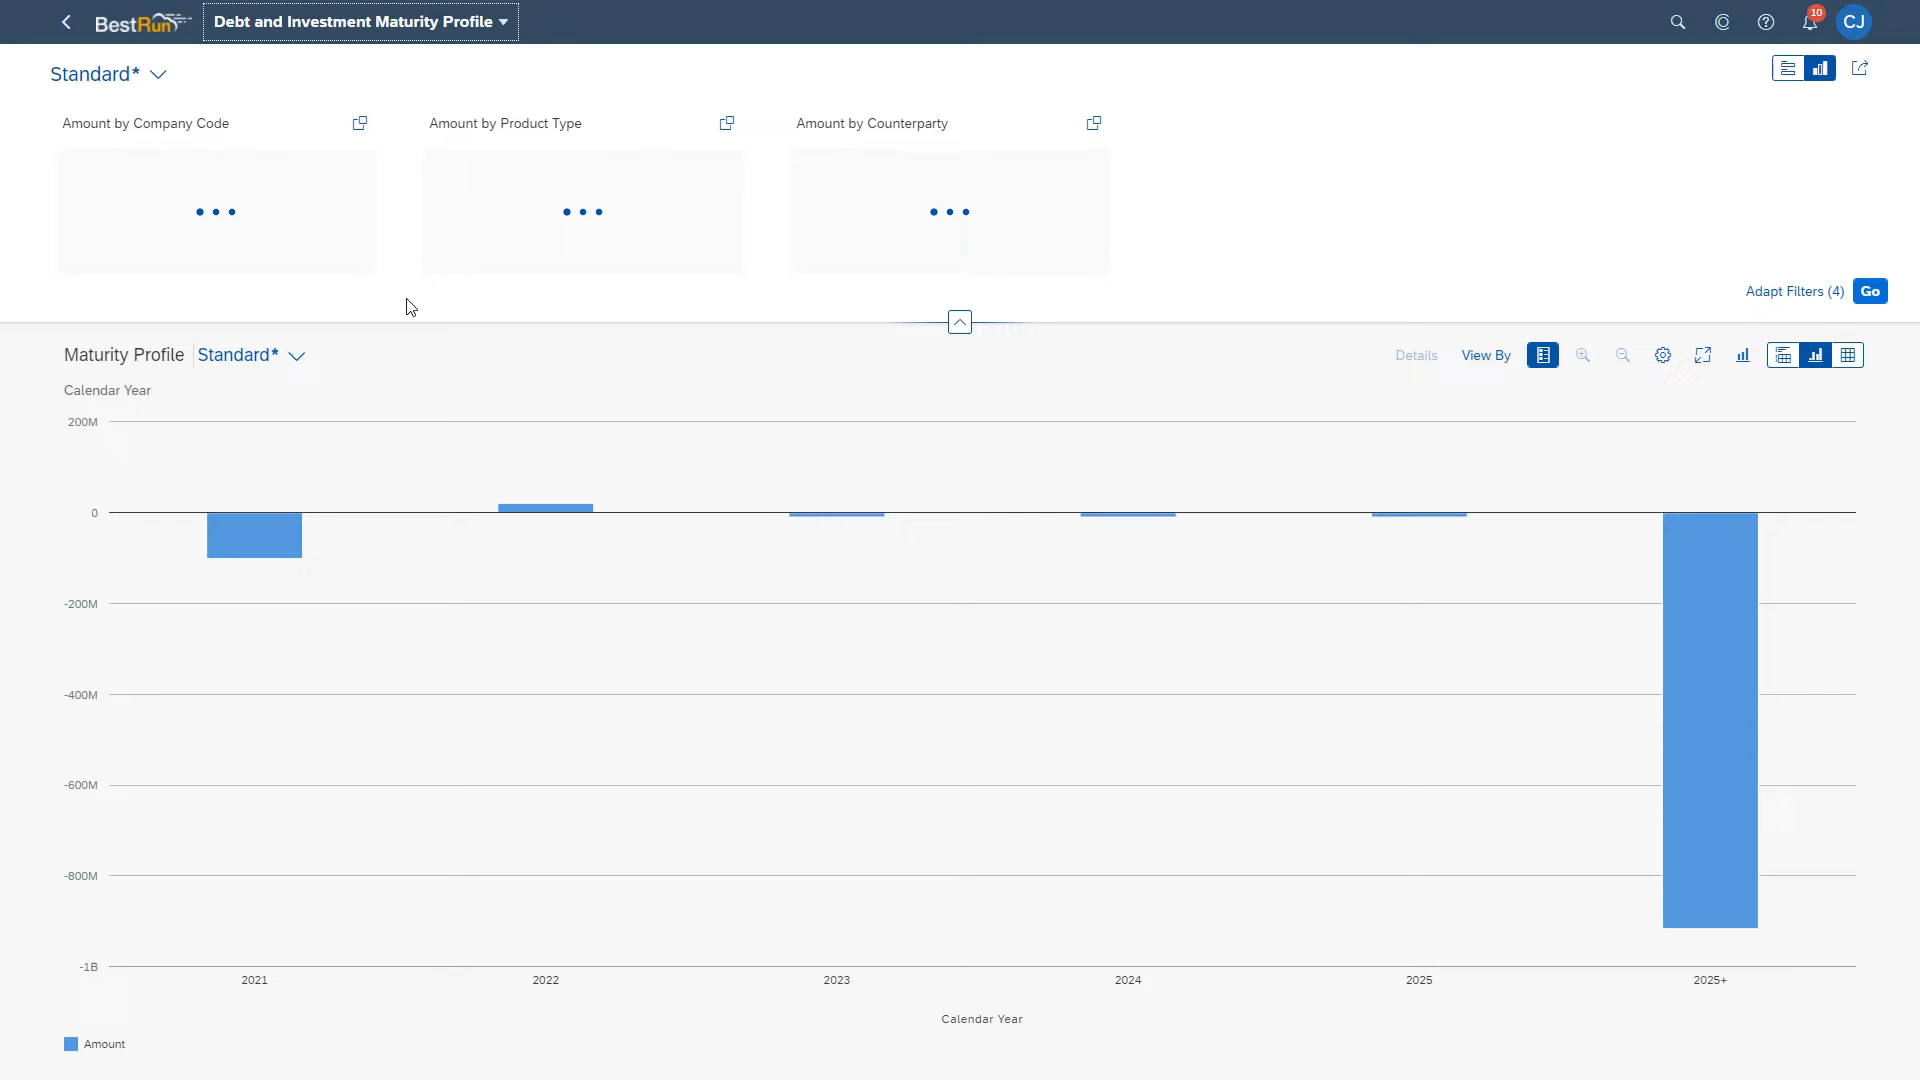 BestRun
Debt and Investment Maturity Profile
10
CJ
Standard*
Amount by Company Code
Amount by Product Type
Amount by Counterparty
Adapt Filters (4)
Go
Maturity Profile
Standard*
Details
View By
Calendar Year
200M
0
-200M
-400M
-600M
-800M
-1B
2021
2022
2023
2024
2025
2025+
Calendar Year
Amount